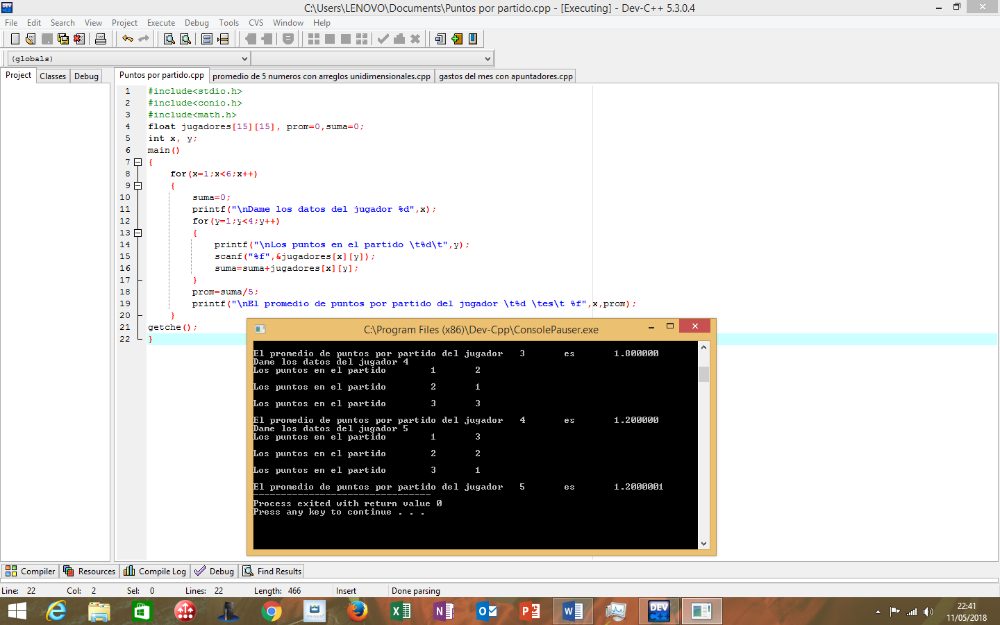 C:\Users\LENOVO\Documents\Puntos por partido.cpp - [Executing] - Dev-C++ 5.3.0.4
File Edit Search View Project Execute Debug Tools CVS Window Help
(globals)
Project Classes Debug
Puntos por partido.cpp promedio de 5 numeros con arreglos unidimensionales.cpp gastos del mes con apuntadores.cpp
1 #include<stdio.h>
2 #include<conio.h>
3 #include<math.h>
4 float jugadores[15][15], prom=0,suma=0;
5 int x, y;
6 main()
7 {
8 for(x=1;x<6;x++)
9 {
10 suma=0;
11 printf("\nDame los datos del jugador %d",x);
12 for(y=1;y<4;y++)
13 {
14 printf("\nLos puntos en el partido \t%d\t",y);
15 scanf("%f",&jugadores[x][y]);
16 suma=suma+jugadores[x][y];
17 }
18 prom=suma/5;
19 printf("\nEl promedio de puntos por partido del jugador \t%d \tes\t %f",x,prom);
20 }
21 getche();
22 }
C:\Program Files (x86)\Dev-Cpp\ConsolePauser.exe
El promedio de puntos por partido del jugador 3 es 1.800000
Dame los datos del jugador 4
Los puntos en el partido 1 2
Los puntos en el partido 2 1
Los puntos en el partido 3 3
El promedio de puntos por partido del jugador 4 es 1.200000
Dame los datos del jugador 5
Los puntos en el partido 1 3
Los puntos en el partido 2 2
Los puntos en el partido 3 1
El promedio de puntos por partido del jugador 5 es 1.2000001
--------------------------------
Process exited with return value 0
Press any key to continue . . .
Compiler Resources Compile Log Debug Find Results
Line: 22 Col: 2 Sel: 0 Lines: 22 Length: 466 Insert Done parsing
DEV C++
22:41
11/05/2018